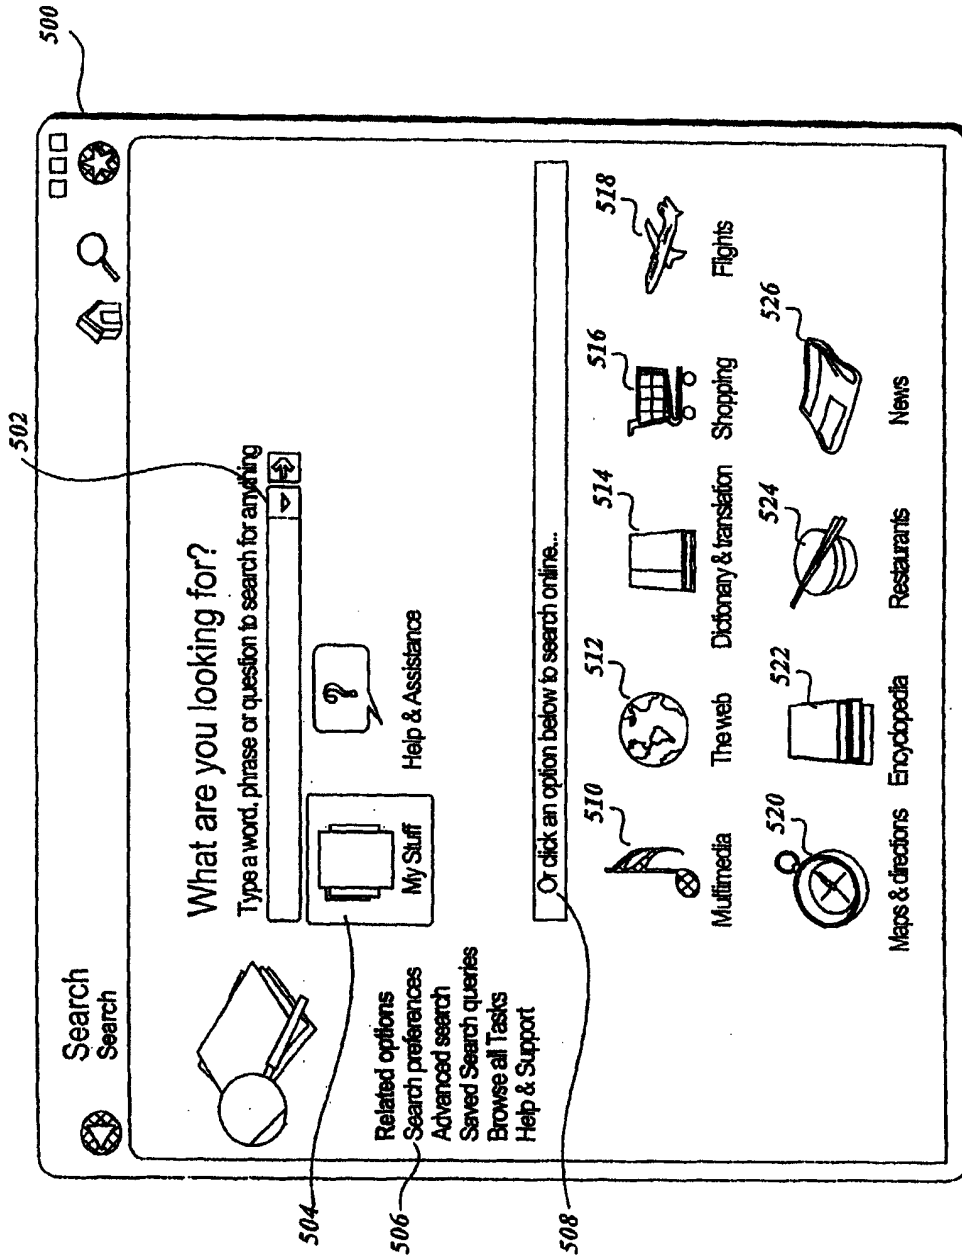 500
Search
Search
502
What are you looking for?
Type a word, phrase or question to search for anything
504
My Stuff
?
Help & Assistance
Related options
506
Search preferences
Advanced search
Saved Search queries
Browse all Tasks
Help & Support
508
Or click an option below to search online...
510
512
514
516
518
Multimedia
The web
Dictionary & translation
Shopping
Flights
520
522
524
526
Maps & directions
Encyclopedia
Restaurants
News